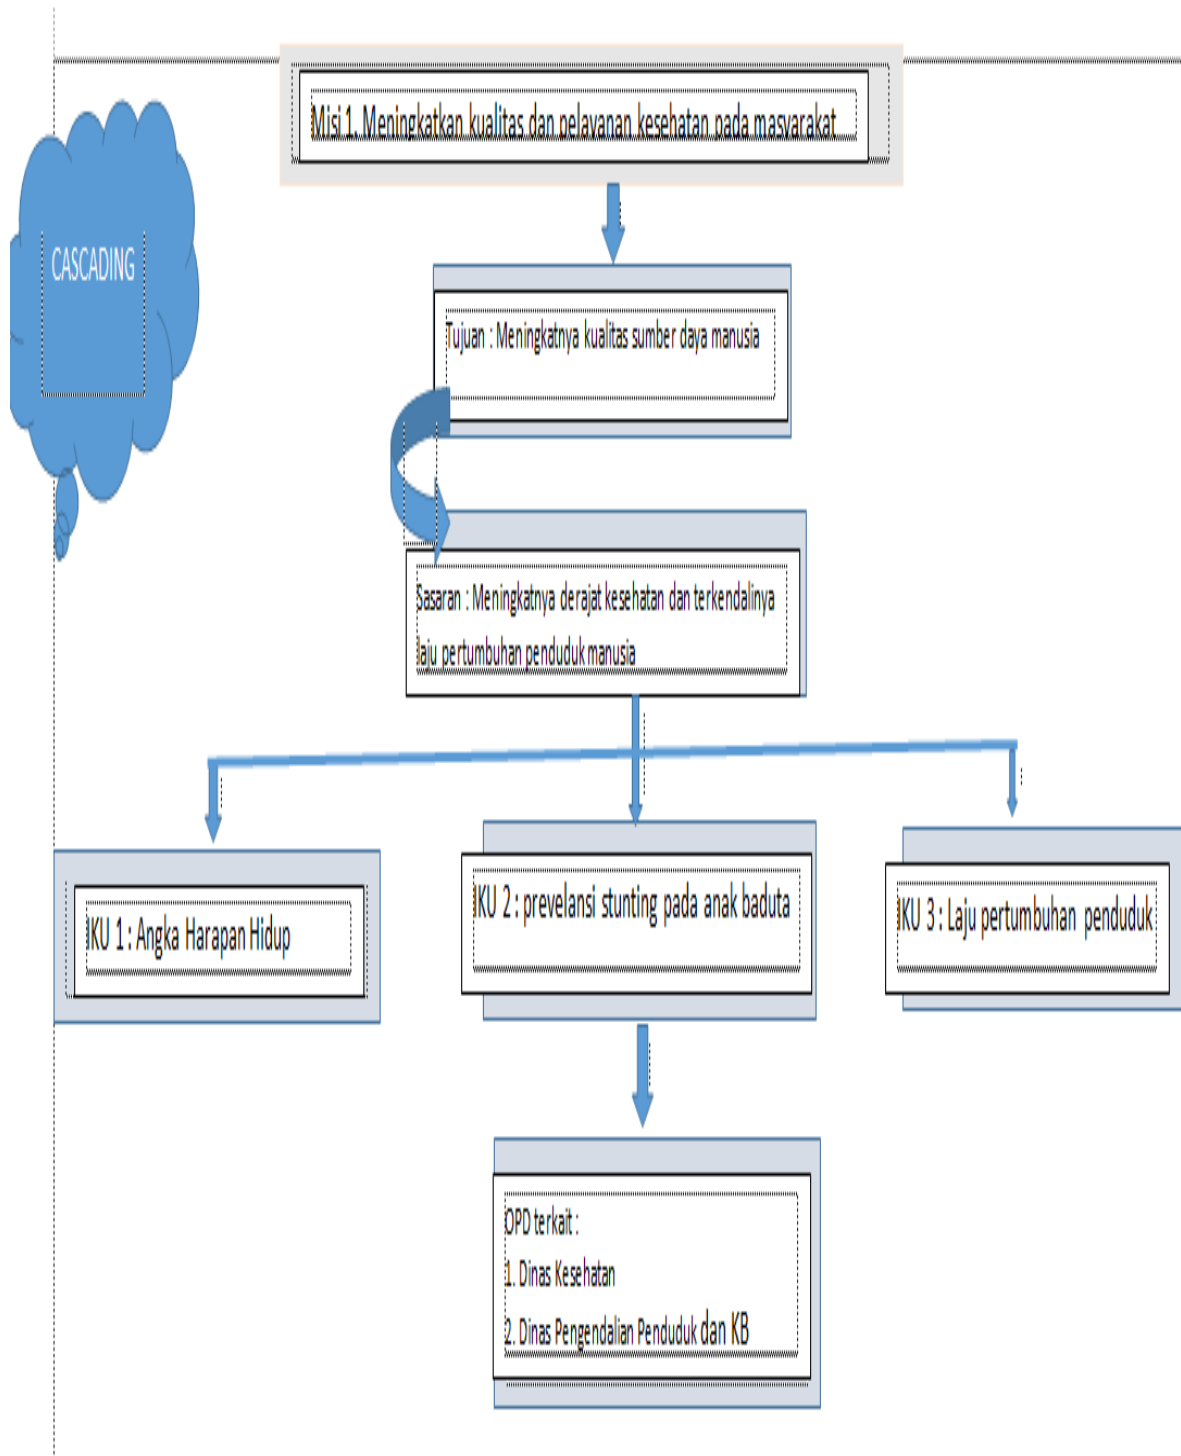 Misi 1. Meningkatkan kualitas dan pelayanan kesehatan pada masyarakat
CASCADING
Tujuan : Meningkatnya kualitas sumber daya manusia
Sasaran : Meningkatnya derajat kesehatan dan terkendalinya
laju pertumbuhan penduduk manusia
IKU 1 : Angka Harapan Hidup
IKU 2 : prevelansi stunting pada anak baduta
IKU 3 : Laju pertumbuhan penduduk
OPD terkait :
1. Dinas Kesehatan
2. Dinas Pengendalian Penduduk dan KB